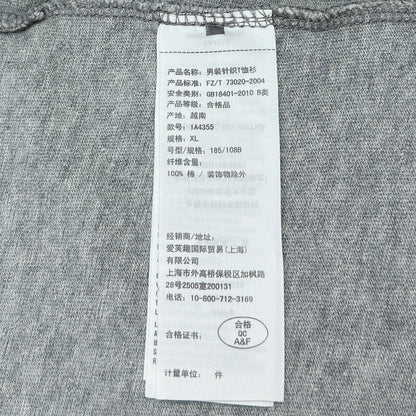 产品名称: 男装针织T恤衫
产品标准: FZ/T 73020-2004
安全类别: GB18401-2010 B类
产品等级: 合格品
产地: 越南
款号: 1A4355
规格: XL
号型/规格: 185/108B
纤维含量:
100% 棉 / 装饰物除外
经销商/地址:
爱芙趣国际贸易(上海)
有限公司
上海市外高桥保税区加枫路
28号2505室200131
电话: 10-800-712-3169
合格证书:
合格
QC
A&F
计量单位: 件